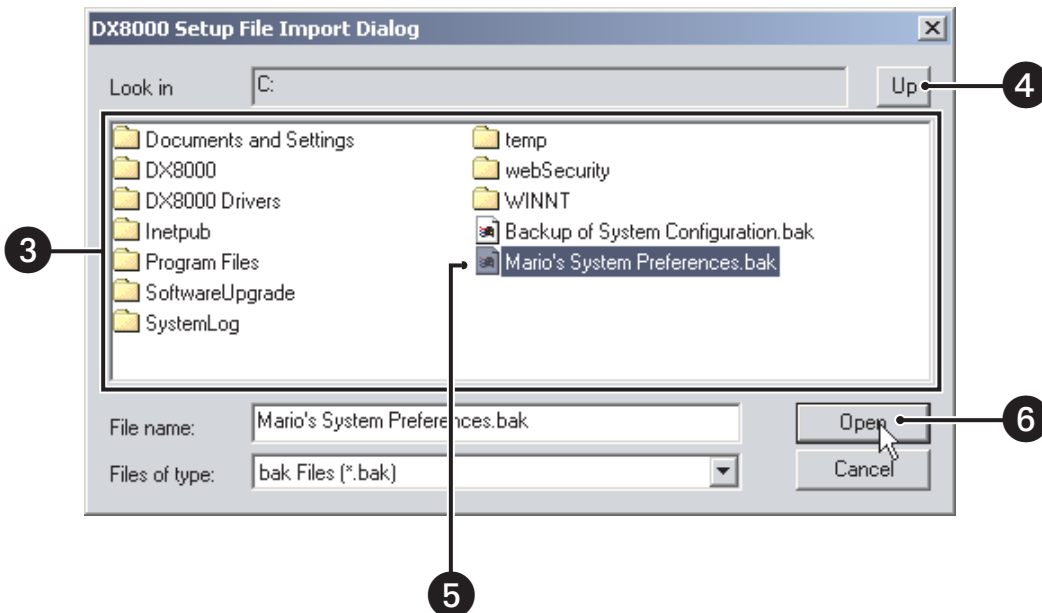 DX8000 Setup File Import Dialog
Look in
C:
Up
4
Documents and Settings
DX8000
DX8000 Drivers
Inetpub
Program Files
SoftwareUpgrade
SystemLog
temp
webSecurity
WINNT
Backup of System Configuration.bak
Mario's System Preferences.bak
3
File name:
Mario's System Preferences.bak
Open
6
Files of type:
bak Files (*.bak)
Cancel
5